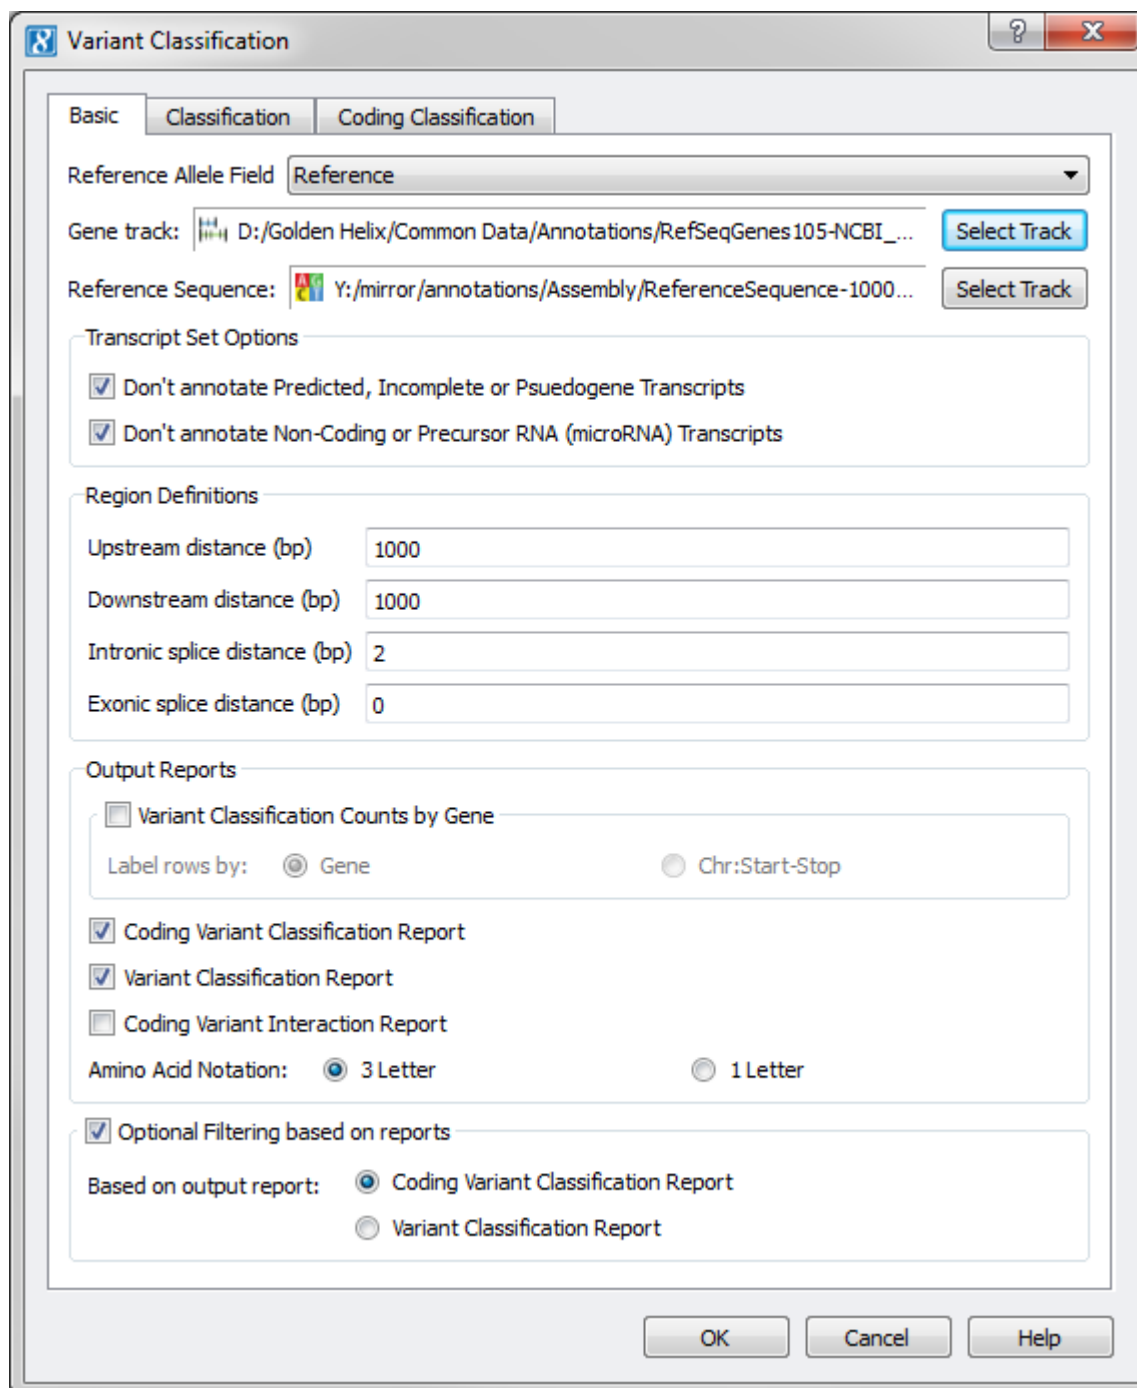 Variant Classification
Basic Classification Coding Classification
Reference Allele Field Reference
Gene track: D:/Golden Helix/Common Data/Annotations/RefSeqGenes105-NCBI_... Select Track
Reference Sequence: Y:/mirror/annotations/Assembly/ReferenceSequence-1000... Select Track
Transcript Set Options
Don't annotate Predicted, Incomplete or Psuedogene Transcripts
Don't annotate Non-Coding or Precursor RNA (microRNA) Transcripts
Region Definitions
Upstream distance (bp) 1000
Downstream distance (bp) 1000
Intronic splice distance (bp) 2
Exonic splice distance (bp) 0
Output Reports
Variant Classification Counts by Gene
Label rows by: Gene Chr:Start-Stop
Coding Variant Classification Report
Variant Classification Report
Coding Variant Interaction Report
Amino Acid Notation: 3 Letter 1 Letter
Optional Filtering based on reports
Based on output report: Coding Variant Classification Report
Variant Classification Report
OK Cancel Help